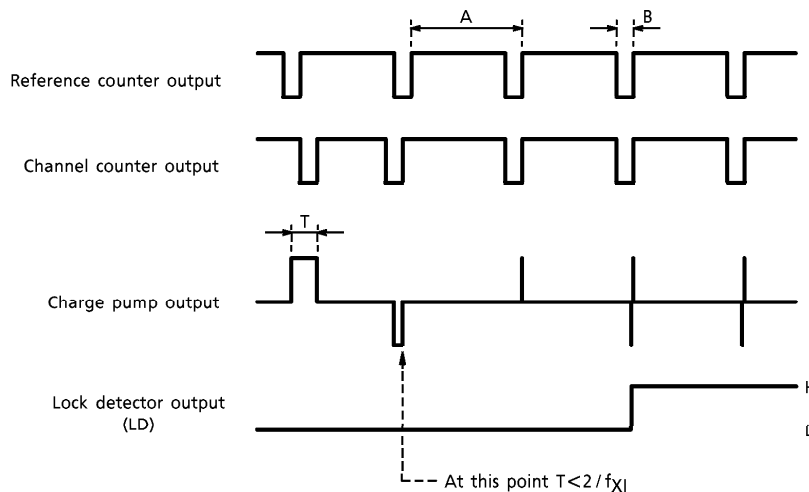 A
B
Reference counter output
Channel counter output
T
Charge pump output
Lock detector output
(LD)
At this point T<2/fXI